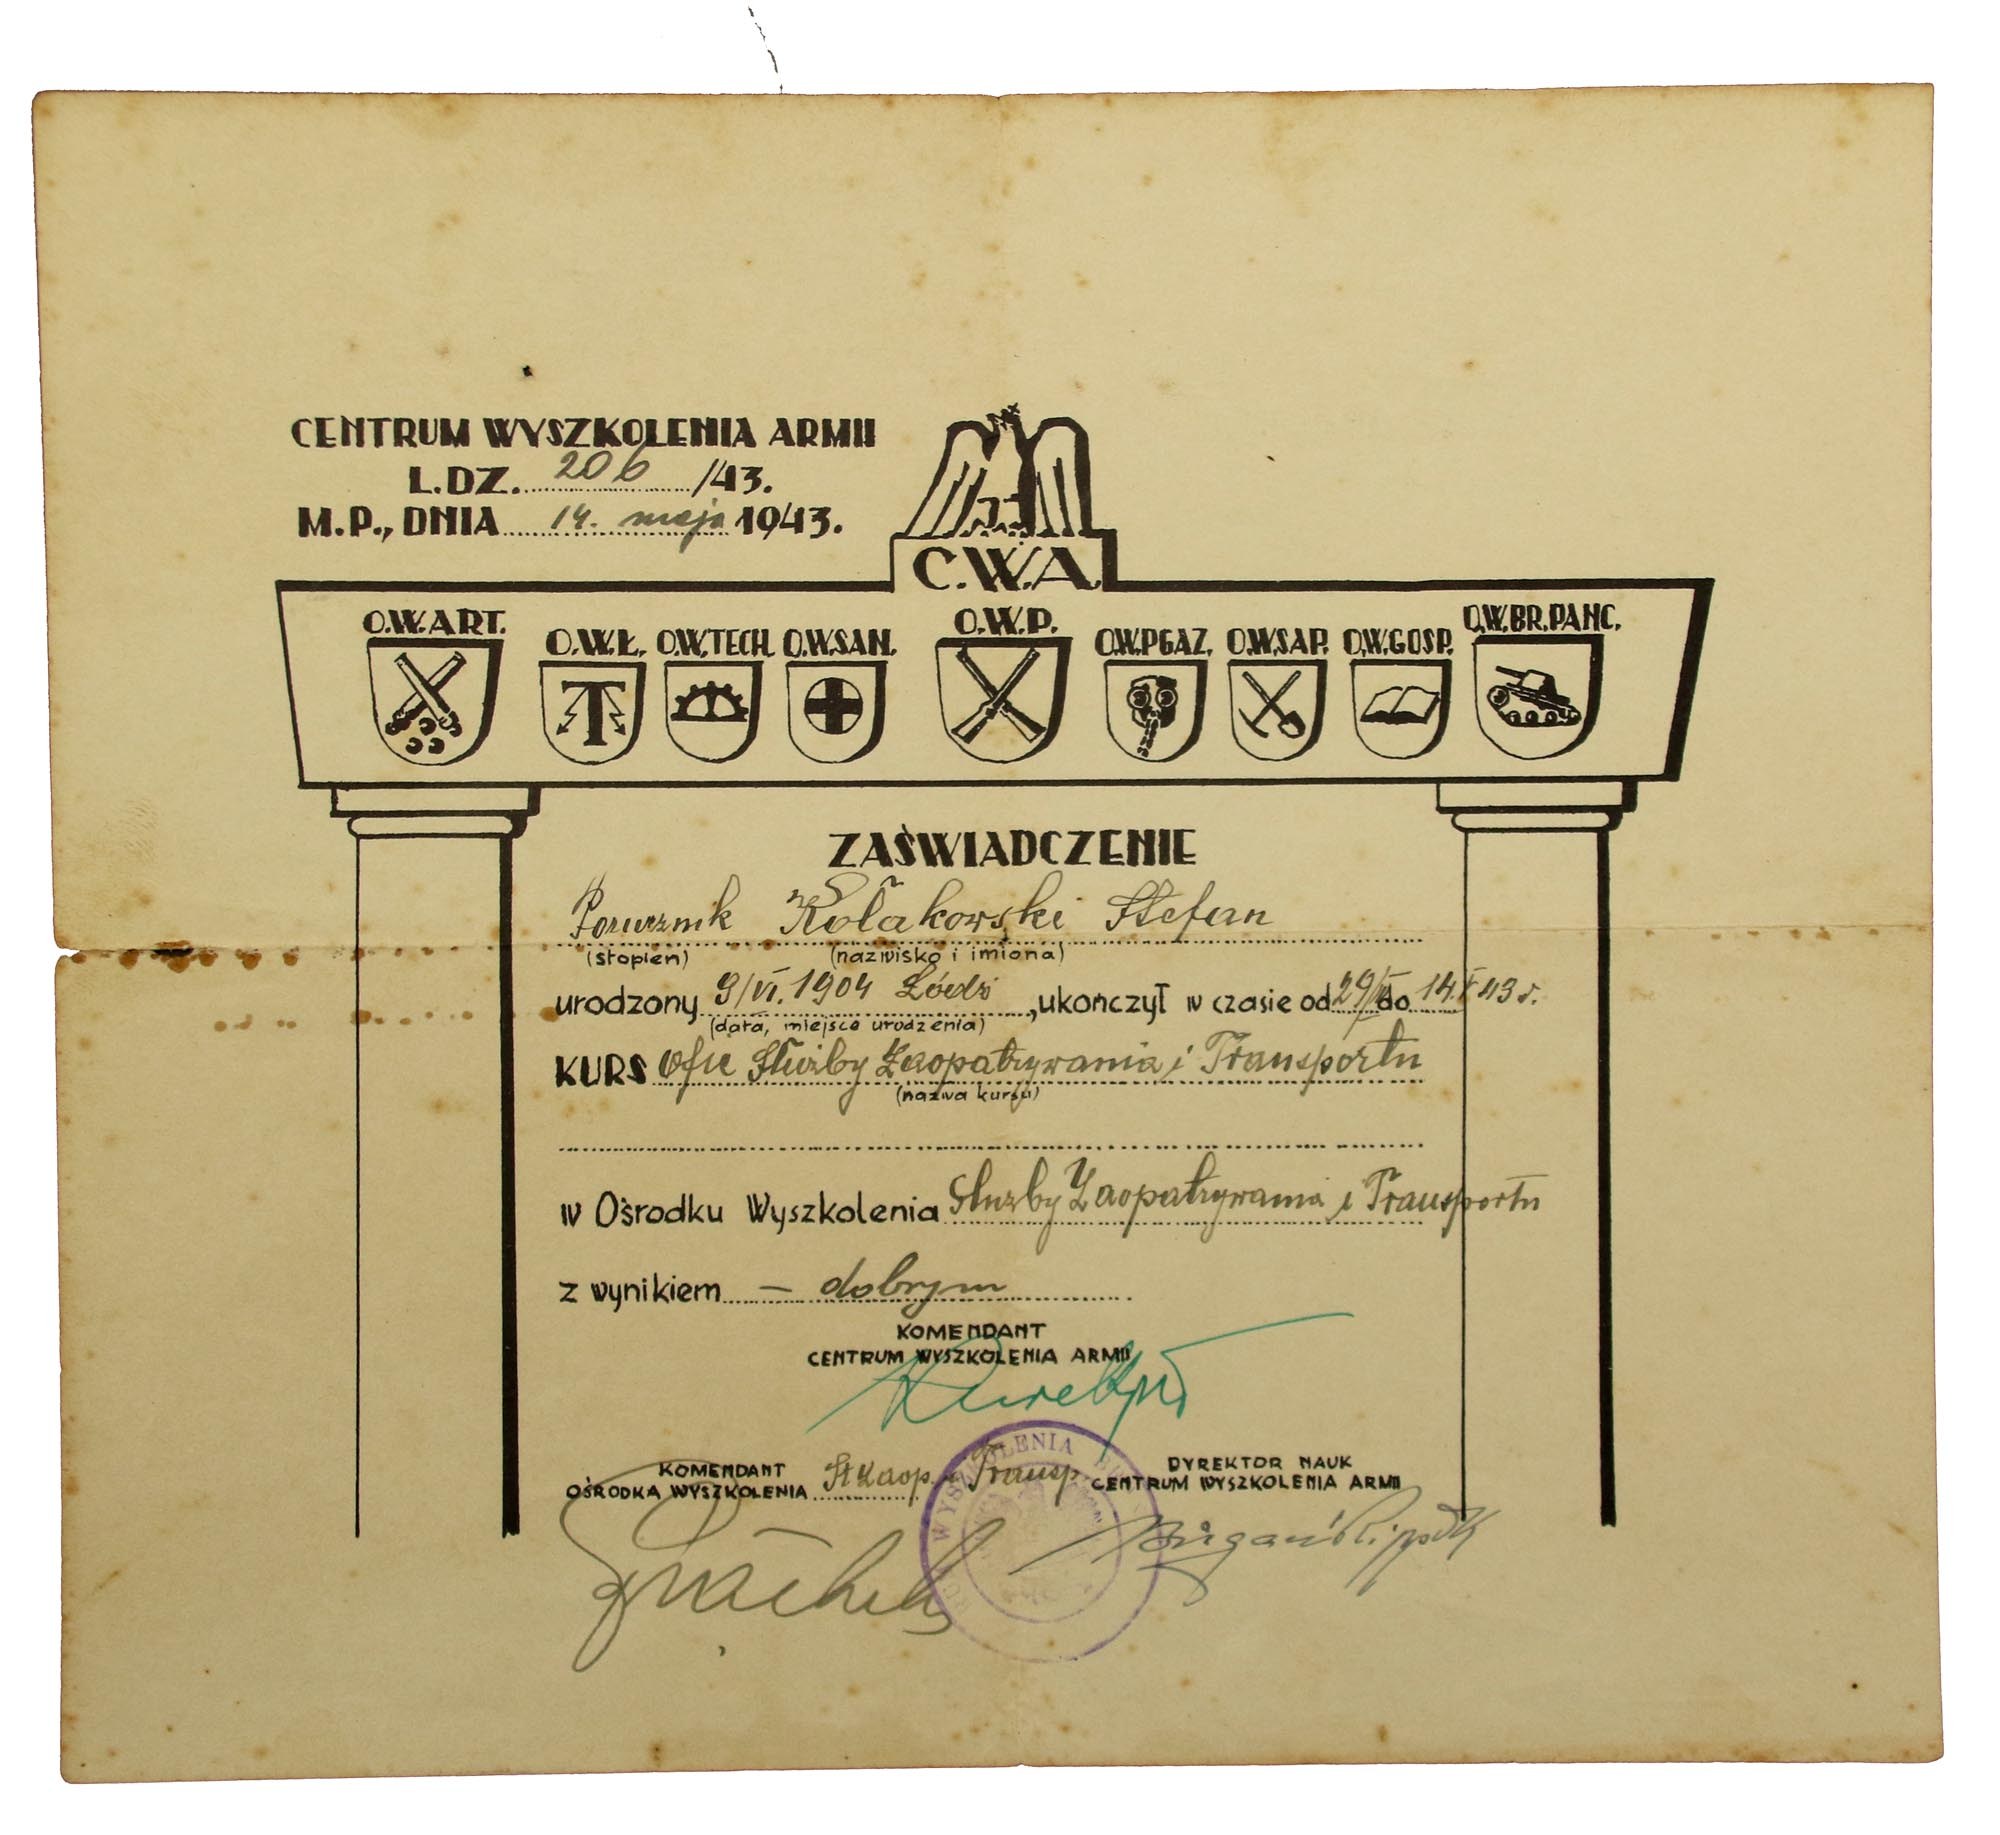 CENTRUM WYSZKOLENIA ARMII
L.DZ. 206 /43.
M.P., DNIA 14. maja 1943.
C.W.A.
O.W.ART. O.W.Ł. O.W.TECH. O.W.SAN. O.W.P. O.W.PGAZ. O.W.SAP. O.W.GOSP. O.W.BR.PANC.
ZAŚWIADCZENIE
Porucznik Kołakowski Stefan
(stopień) (nazwisko i imiona)
urodzony 9/VI.1904 Łódź, ukończył w czasie od 29/III do 14.V 43 r.
(data, miejsce urodzenia)
KURS Ofic Służby Zaopatrywania i Transportu
(nazwa kursu)
w Ośrodku Wyszkolenia Służby Zaopatrywania i Transportu
z wynikiem – dobrym
KOMENDANT
CENTRUM WYSZKOLENIA ARMII
KOMENDANT
OŚRODKA WYSZKOLENIA Sł Zaop. i Transp.
DYREKTOR NAUK
CENTRUM WYSZKOLENIA ARMII
WYSZKOLENIA